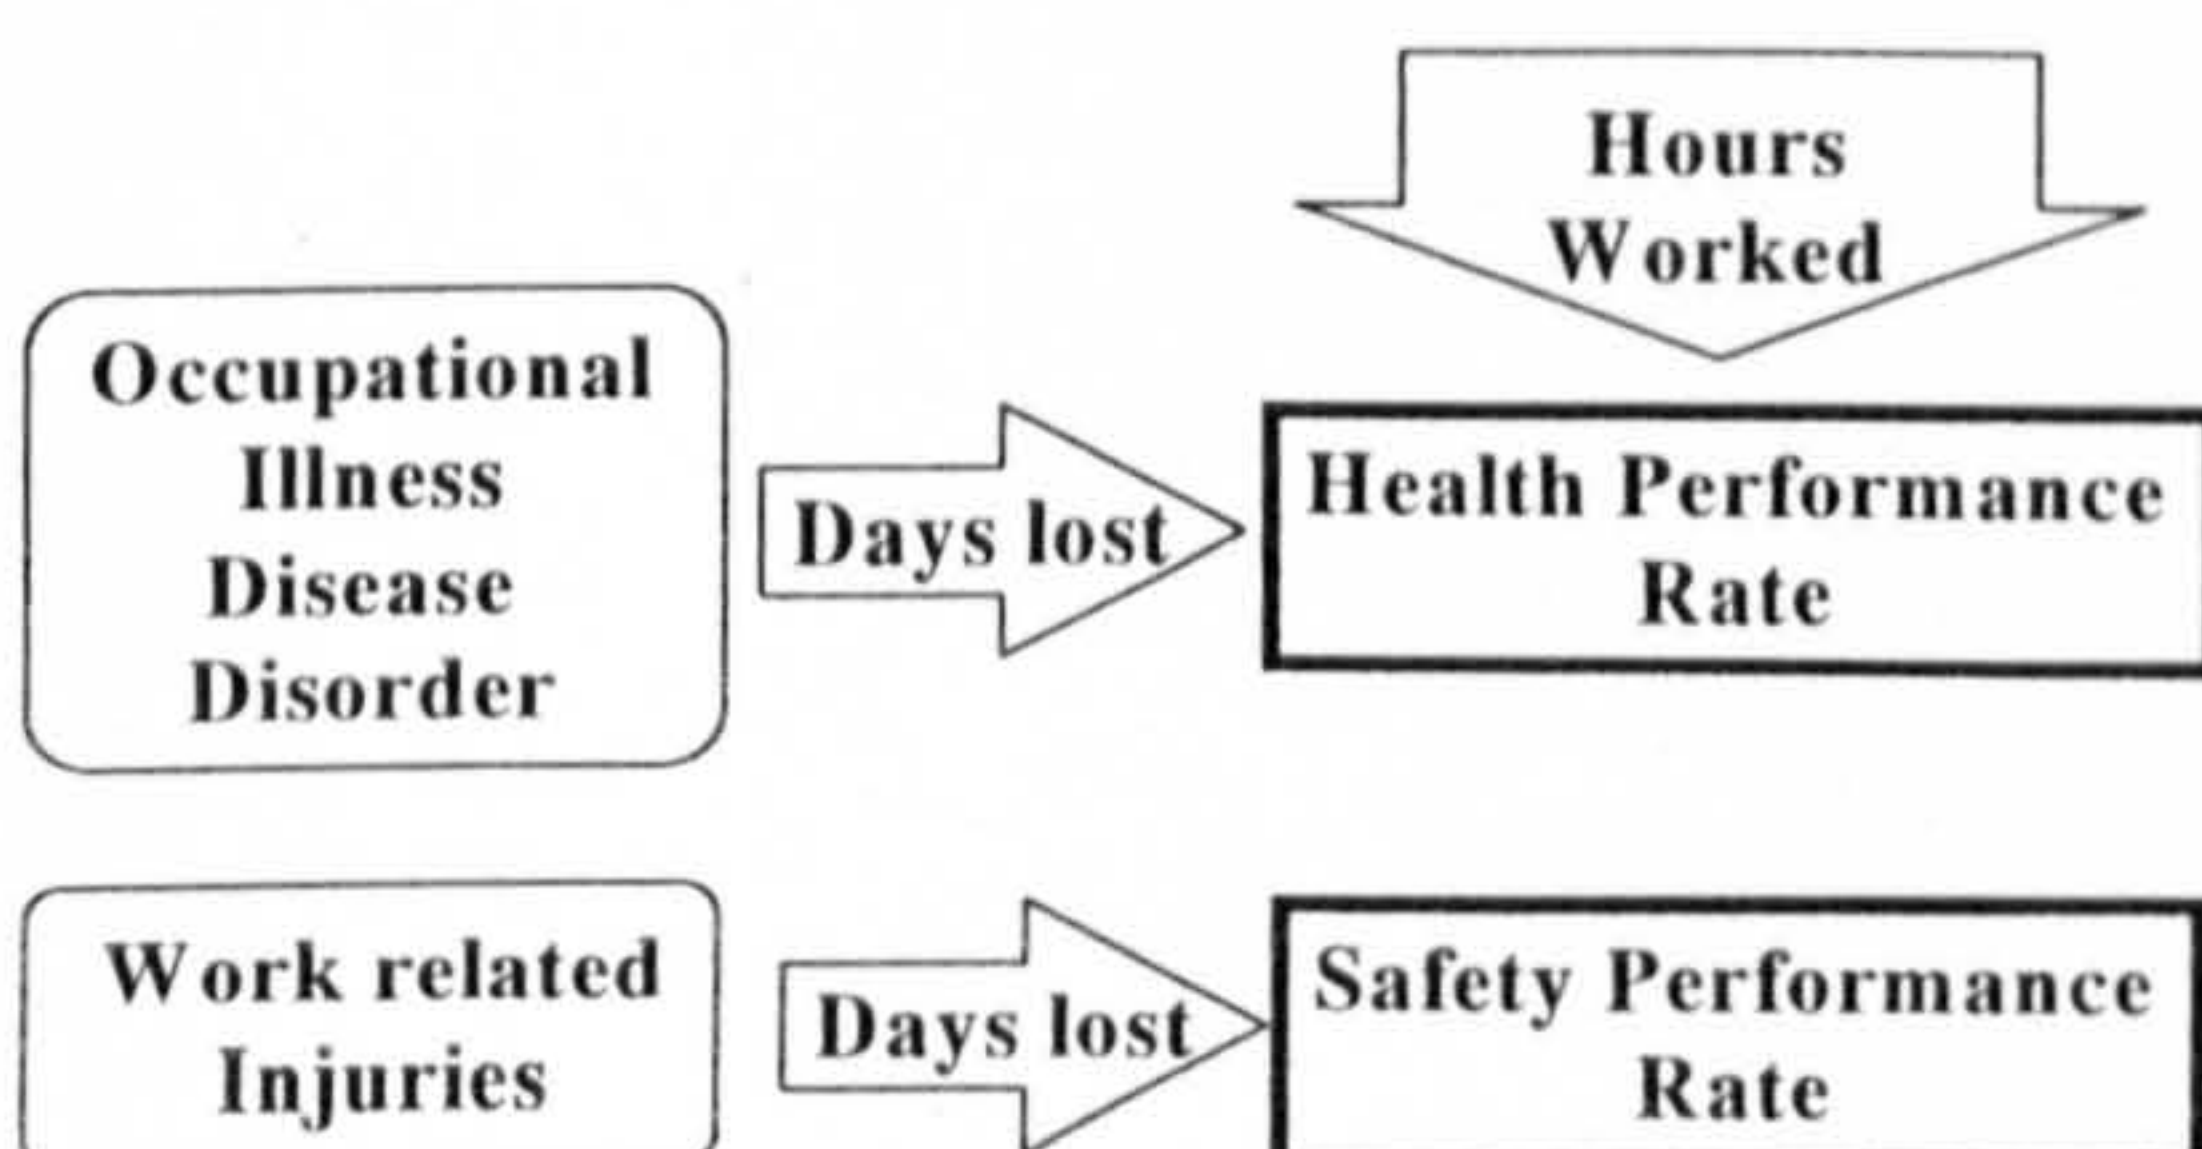 Hours
Worked
Occupational
Illness
Disease
Disorder
Days lost
Health Performance
Rate
Work related
Injuries
Days lost
Safety Performance
Rate